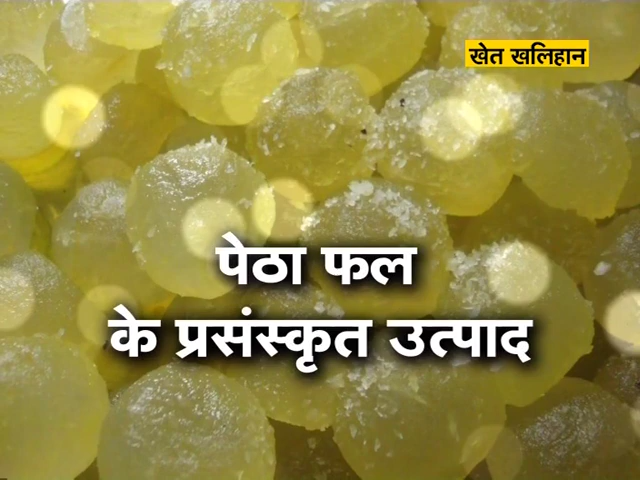 खेत खलिहान
पेठा फल
के प्रसंस्कृत उत्पाद